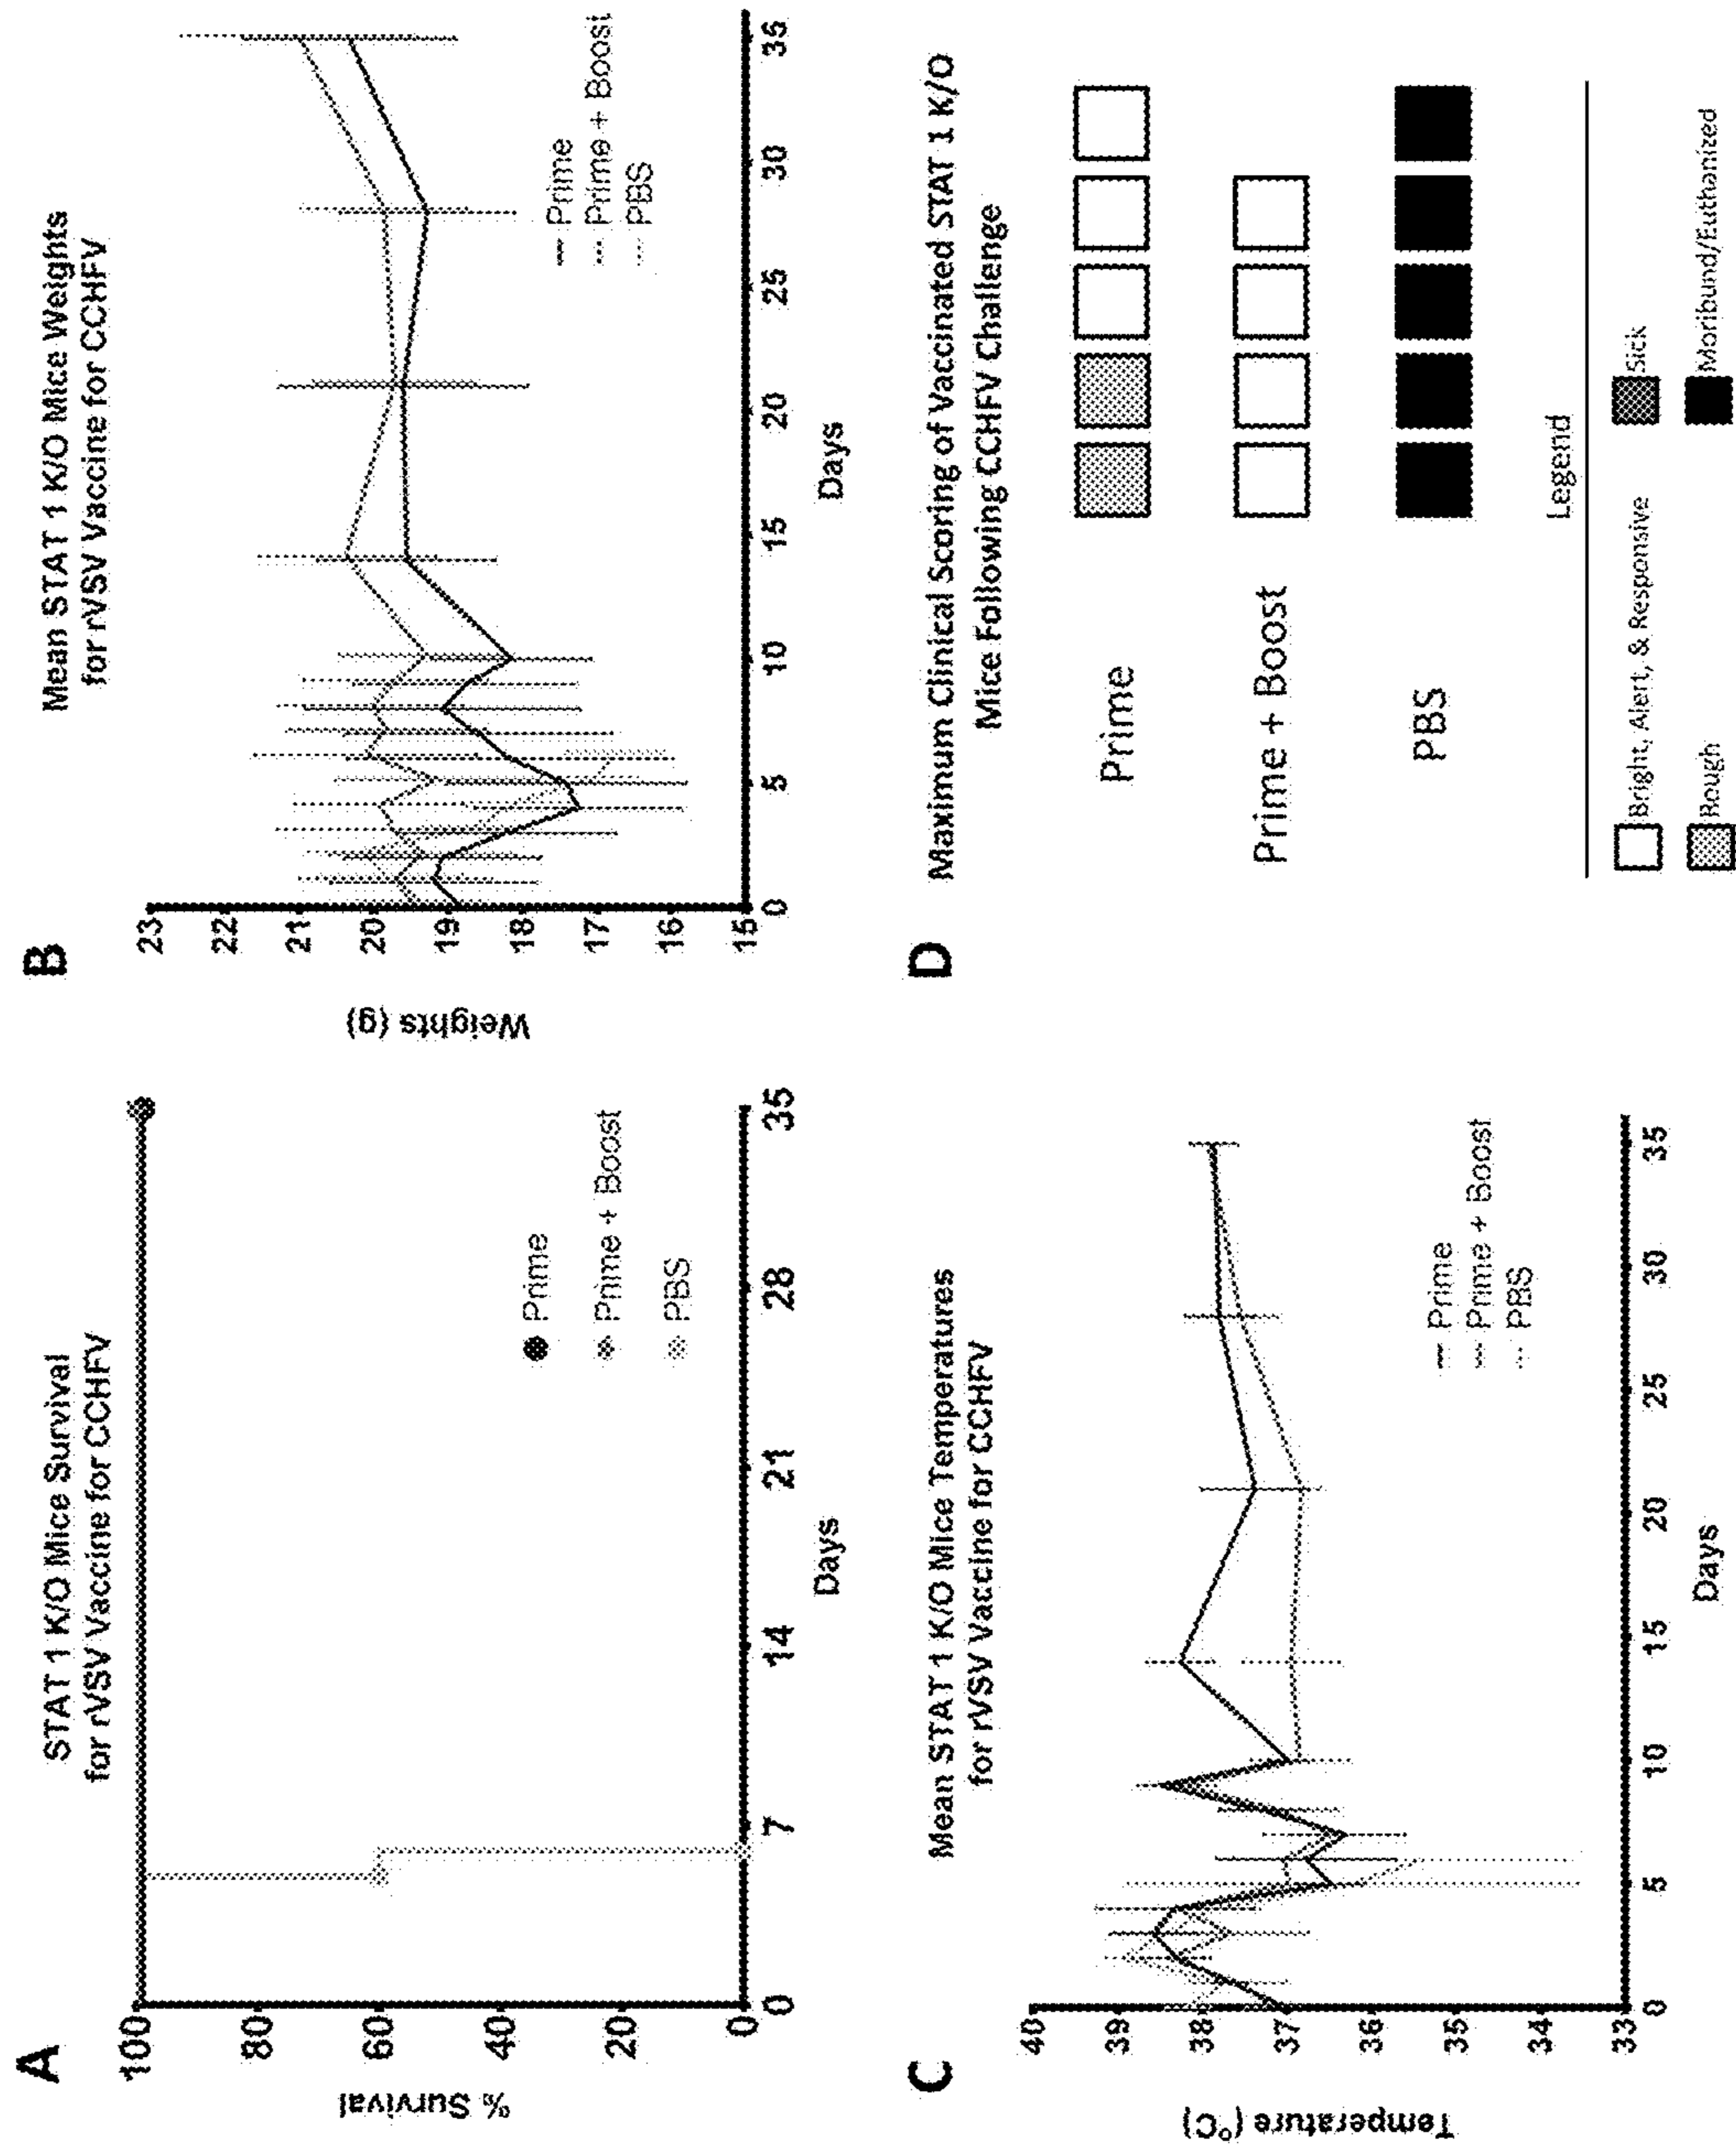 A
STAT 1 K/O Mice Survival
for rVSV Vaccine for CCHFV
% Survival
100
80
60
40
20
0
0
7
14
21
28
35
Days
Prime
Prime + Boost
PBS
B
Mean STAT 1 K/O Mice Weights
for rVSV Vaccine for CCHFV
Weights (g)
23
22
21
20
19
18
17
16
15
0
5
10
15
20
25
30
35
Days
Prime
Prime + Boost
PBS
C
Mean STAT 1 K/O Mice Temperatures
for rVSV Vaccine for CCHFV
Temperature (°C)
40
39
38
37
36
35
34
33
0
5
10
15
20
25
30
35
Days
Prime
Prime + Boost
PBS
D
Maximum Clinical Scoring of Vaccinated STAT 1 K/O
Mice Following CCHFV Challenge
Prime
Prime + Boost
PBS
Legend
Bright, Alert, & Responsive
Sick
Rough
Moribund/Euthanized